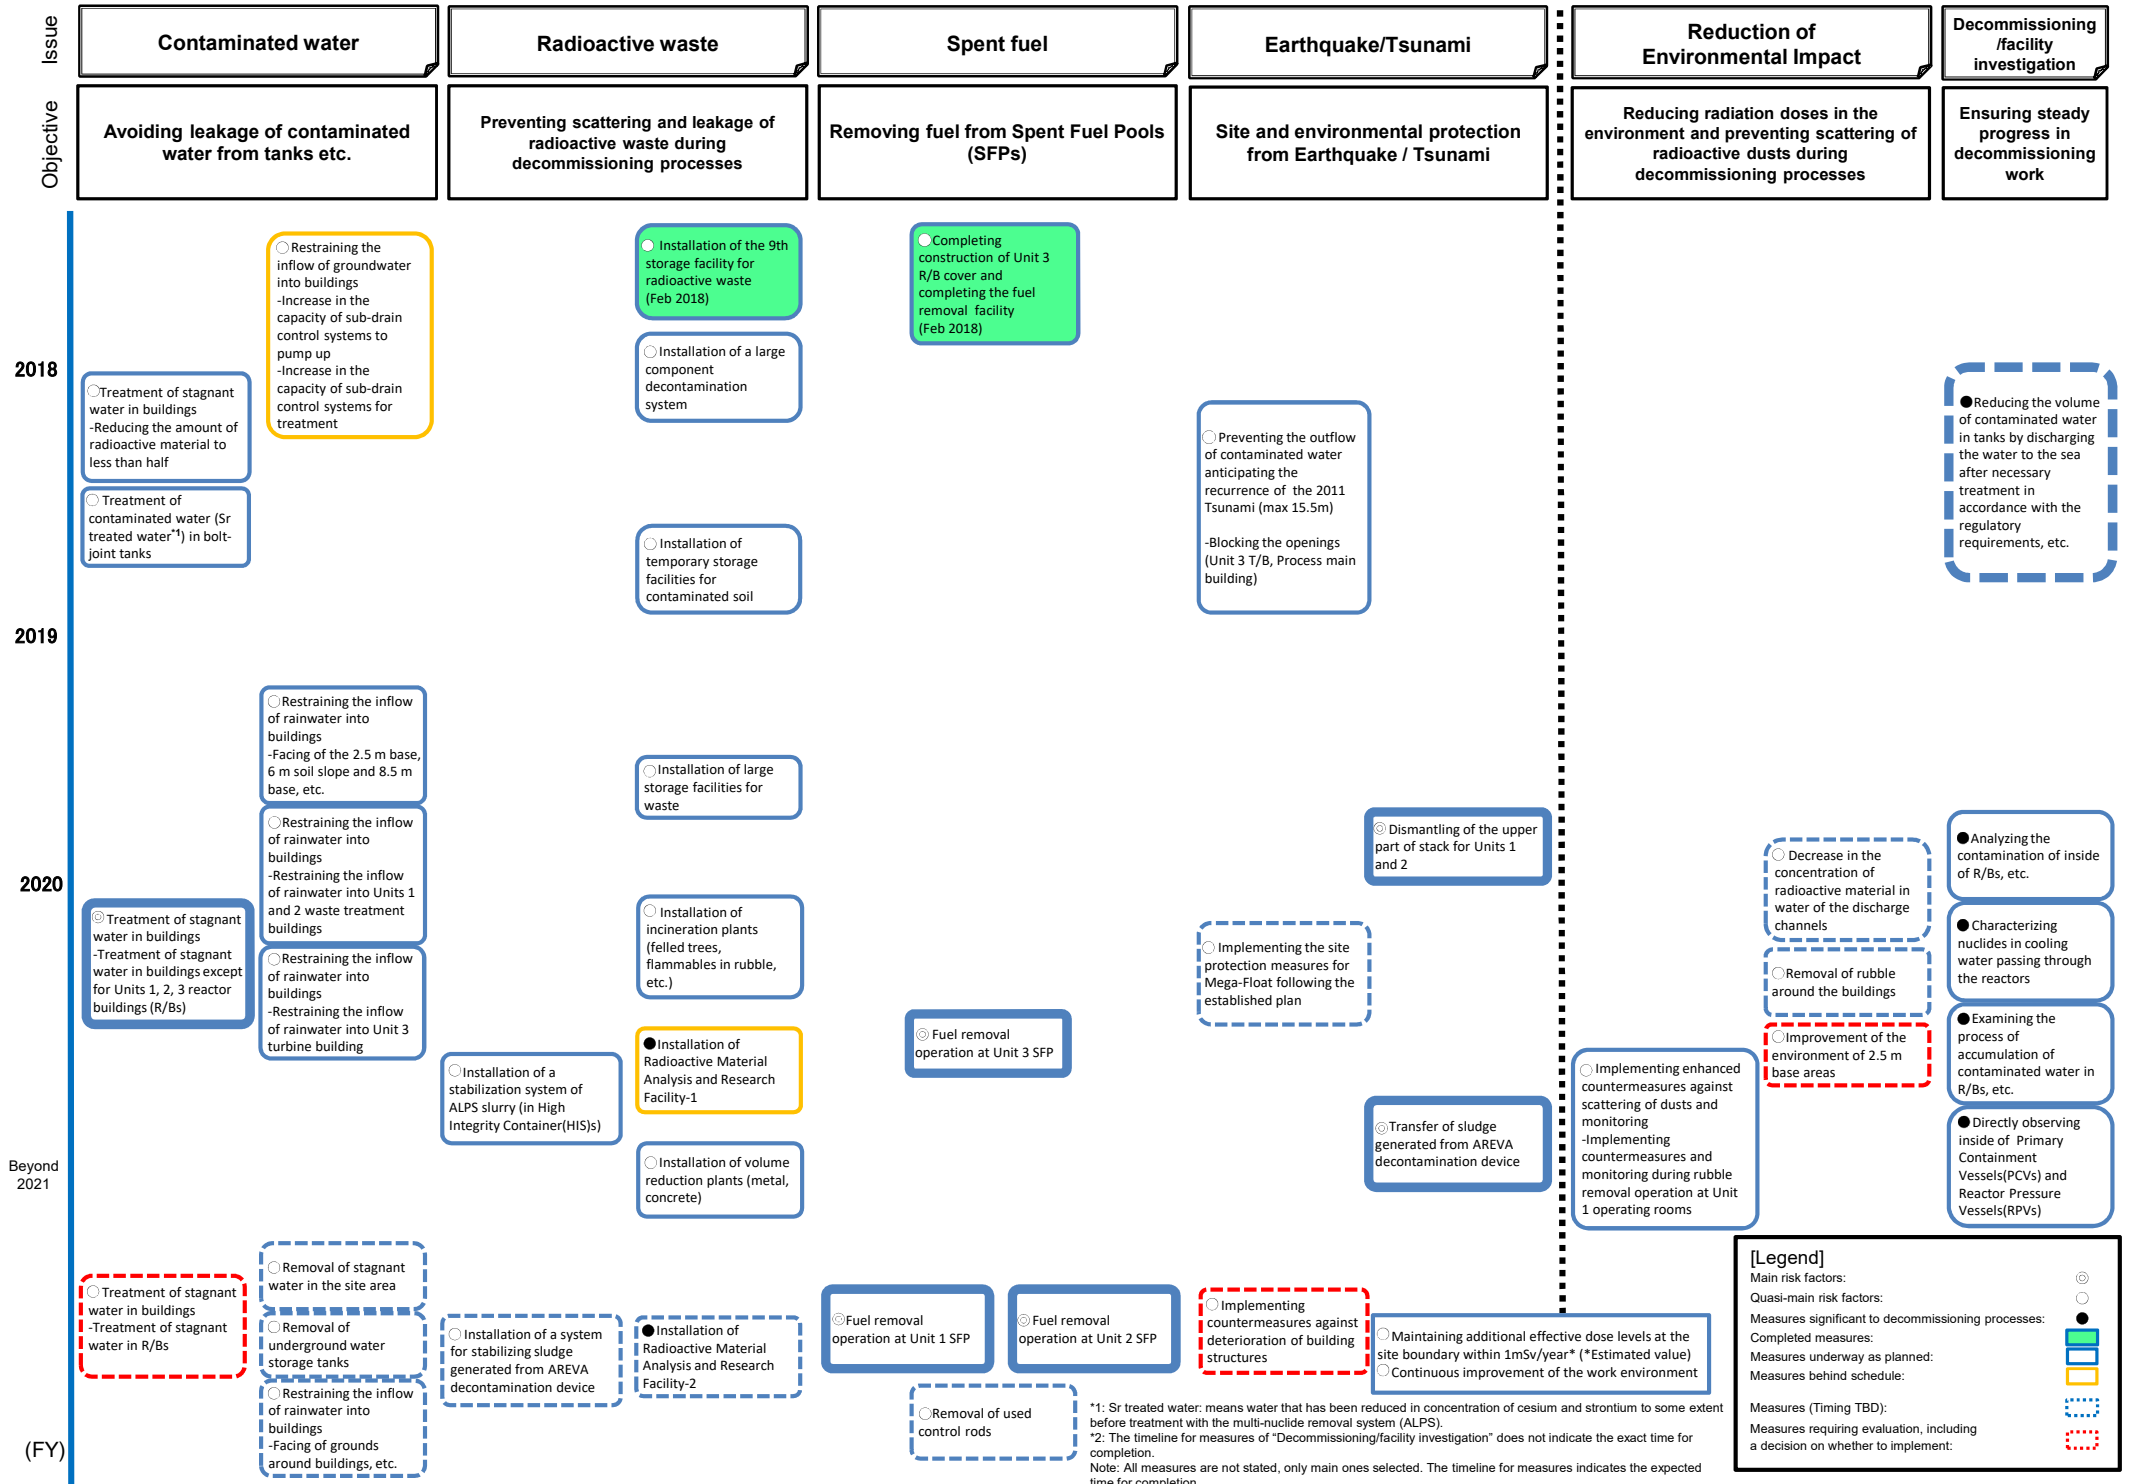 Issue
Contaminated water
Radioactive waste
Spent fuel
Earthquake/Tsunami
Reduction of
Environmental Impact
Decommissioning
/facility
investigation
Objective
Avoiding leakage of contaminated
water from tanks etc.
Preventing scattering and leakage of
radioactive waste during
decommissioning processes
Removing fuel from Spent Fuel Pools
(SFPs)
Site and environmental protection
from Earthquake / Tsunami
Reducing radiation doses in the
environment and preventing scattering of
radioactive dusts during
decommissioning processes
Ensuring steady
progress in
decommissioning
work
2018
2019
2020
Beyond
2021
(FY)
○Treatment of stagnant
water in buildings
-Reducing the amount of
radioactive material to
less than half
○ Treatment of
contaminated water (Sr
treated water*1) in bolt-
joint tanks
○Restraining the
inflow of groundwater
into buildings
-Increase in the
capacity of sub-drain
control systems to
pump up
-Increase in the
capacity of sub-drain
control systems for
treatment
○Restraining the inflow
of rainwater into
buildings
-Facing of the 2.5 m base,
6 m soil slope and 8.5 m
base, etc.
○Restraining the inflow
of rainwater into
buildings
-Restraining the inflow
of rainwater into Units 1
and 2 waste treatment
buildings
◎Treatment of stagnant
water in buildings
-Treatment of stagnant
water in buildings except
for Units 1, 2, 3 reactor
buildings (R/Bs)
○Restraining the inflow
of rainwater into
buildings
-Restraining the inflow
of rainwater into Unit 3
turbine building
○Treatment of stagnant
water in buildings
-Treatment of stagnant
water in R/Bs
○Removal of stagnant
water in the site area
○Removal of
underground water
storage tanks
○Restraining the inflow
of rainwater into
buildings
-Facing of grounds
around buildings, etc.
○ Installation of the 9th
storage facility for
radioactive waste
(Feb 2018)
○Installation of a large
component
decontamination
system
○Installation of
temporary storage
facilities for
contaminated soil
○Installation of large
storage facilities for
waste
○ Installation of
incineration plants
(felled trees,
flammables in rubble,
etc.)
●Installation of
Radioactive Material
Analysis and Research
Facility-1
○Installation of a
stabilization system of
ALPS slurry (in High
Integrity Container(HIS)s)
○Installation of volume
reduction plants (metal,
concrete)
○Installation of a system
for stabilizing sludge
generated from AREVA
decontamination device
●Installation of
Radioactive Material
Analysis and Research
Facility-2
○Completing
construction of Unit 3
R/B cover and
completing the fuel
removal facility
(Feb 2018)
◎Fuel removal
operation at Unit 3 SFP
◎Fuel removal
operation at Unit 1 SFP
◎Fuel removal
operation at Unit 2 SFP
○Removal of used
control rods
○Preventing the outflow
of contaminated water
anticipating the
recurrence of the 2011
Tsunami (max 15.5m)
-Blocking the openings
(Unit 3 T/B, Process main
building)
◎Dismantling of the upper
part of stack for Units 1
and 2
○Implementing the site
protection measures for
Mega-Float following the
established plan
◎Transfer of sludge
generated from AREVA
decontamination device
○Implementing
countermeasures against
deterioration of building
structures
○Maintaining additional effective dose levels at the
site boundary within 1mSv/year* (*Estimated value)
○Continuous improvement of the work environment
○ Decrease in the
concentration of
radioactive material in
water of the discharge
channels
○Removal of rubble
around the buildings
○Improvement of the
environment of 2.5 m
base areas
○Implementing enhanced
countermeasures against
scattering of dusts and
monitoring
-Implementing
countermeasures and
monitoring during rubble
removal operation at Unit
1 operating rooms
●Reducing the volume
of contaminated water
in tanks by discharging
the water to the sea
after necessary
treatment in
accordance with the
regulatory
requirements, etc.
●Analyzing the
contamination of inside
of R/Bs, etc.
●Characterizing
nuclides in cooling
water passing through
the reactors
●Examining the
process of
accumulation of
contaminated water in
R/Bs, etc.
●Directly observing
inside of Primary
Containment
Vessels(PCVs) and
Reactor Pressure
Vessels(RPVs)
[Legend]
Main risk factors: ◎
Quasi-main risk factors: ○
Measures significant to decommissioning processes: ●
Completed measures:
Measures underway as planned:
Measures behind schedule:
Measures (Timing TBD):
Measures requiring evaluation, including
a decision on whether to implement:
*1: Sr treated water: means water that has been reduced in concentration of cesium and strontium to some extent
before treatment with the multi-nuclide removal system (ALPS).
*2: The timeline for measures of “Decommissioning/facility investigation” does not indicate the exact time for
completion.
Note: All measures are not stated, only main ones selected. The timeline for measures indicates the expected
time for completion